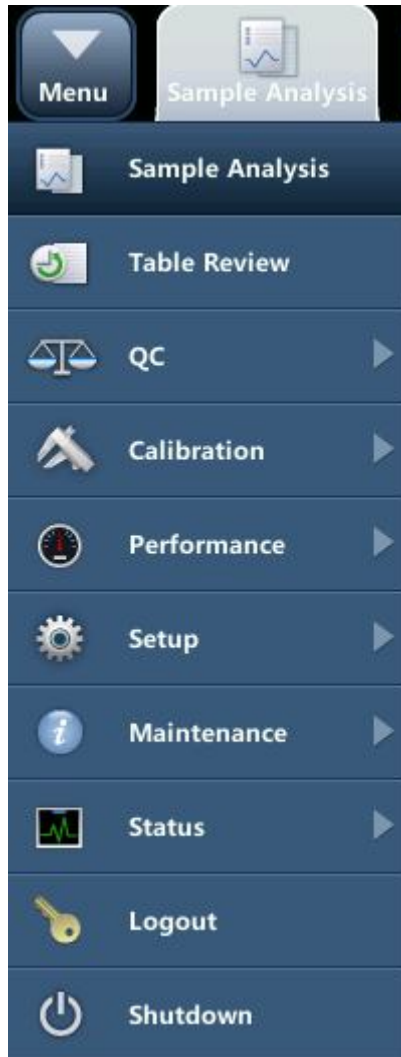 Menu
Sample Analysis
Sample Analysis
Table Review
QC
Calibration
Performance
Setup
Maintenance
Status
Logout
Shutdown